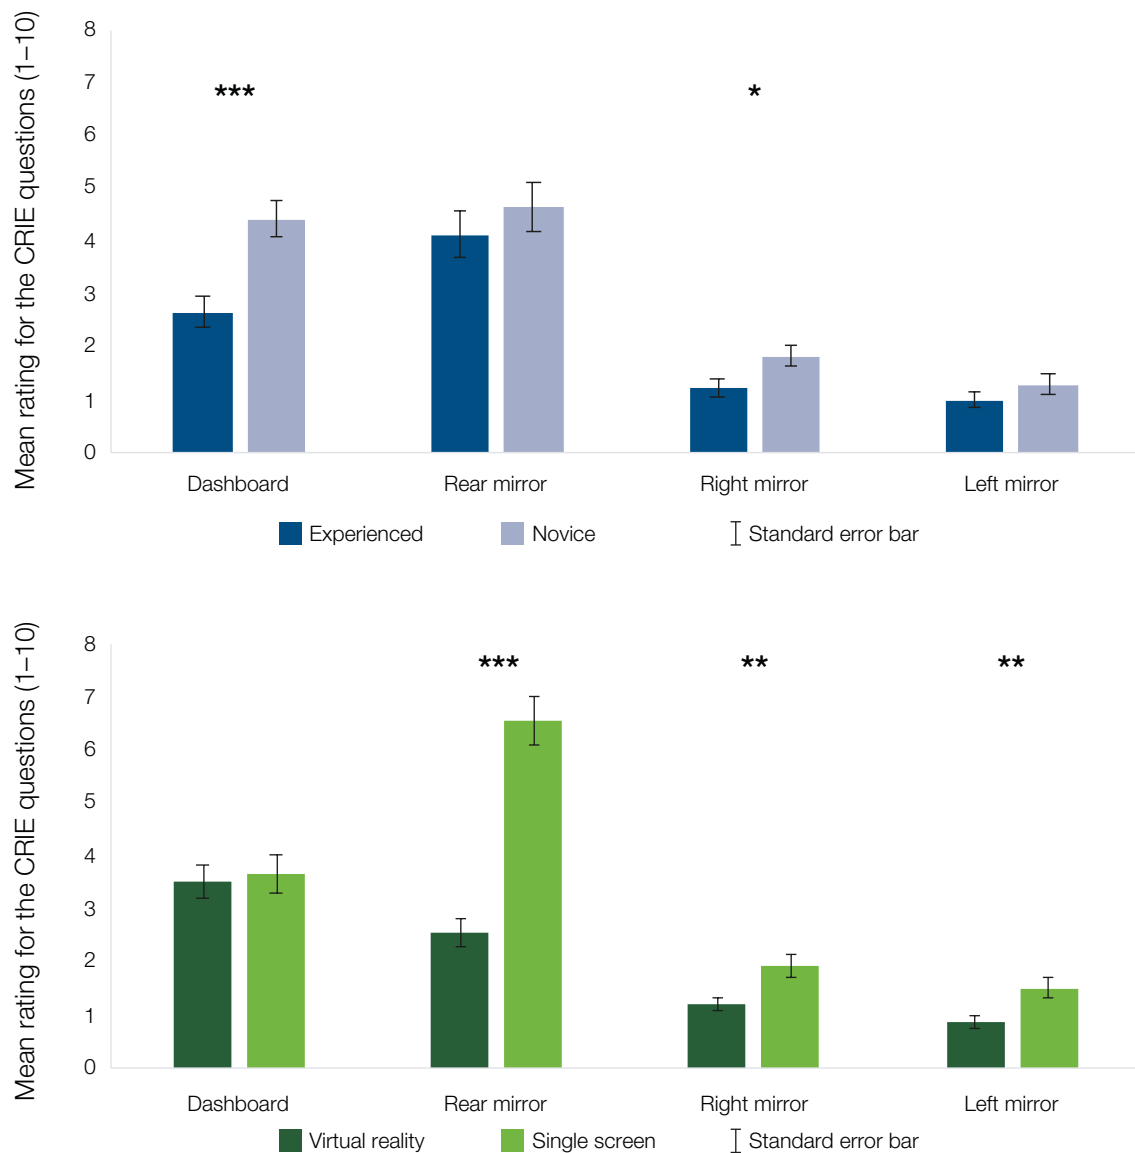 Mean rating for the CRIE questions (1–10)
8
7
6
5
4
3
2
1
0
***
*
Dashboard
Rear mirror
Right mirror
Left mirror
Experienced
Novice
Standard error bar
Mean rating for the CRIE questions (1–10)
8
7
6
5
4
3
2
1
0
***
**
**
Dashboard
Rear mirror
Right mirror
Left mirror
Virtual reality
Single screen
Standard error bar